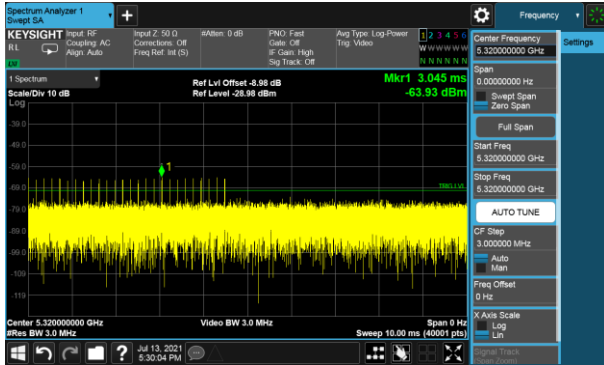 Spectrum Analyzer 1
Swept SA
+
Frequency
KEYSIGHT
RL
Input: RF
Coupling: AC
Align: Auto
Input Z: 50 Ω
Corrections: Off
Freq Ref: Int (S)
#Atten: 0 dB
PNO: Fast
Gate: Off
IF Gain: High
Sig Track: Off
Avg Type: Log-Power
Trig: Video
1 2 3 4 5 6
W W W W W W
N N N N N N
1 Spectrum
Scale/Div 10 dB
Log
Ref Lvl Offset -8.98 dB
Ref Level -28.98 dBm
Mkr1 3.045 ms
-63.93 dBm
-39.0
-49.0
-59.0
-69.0
-79.0
-89.0
-99.0
-109
-119
1
TRIG LVL
Center 5.320000000 GHz
#Res BW 3.0 MHz
Video BW 3.0 MHz
Span 0 Hz
Sweep 10.00 ms (40001 pts)
Center Frequency
5.320000000 GHz
Settings
Span
0.00000000 Hz
Swept Span
Zero Span
Full Span
Start Freq
5.320000000 GHz
Stop Freq
5.320000000 GHz
AUTO TUNE
CF Step
3.000000 MHz
Auto
Man
Freq Offset
0 Hz
X Axis Scale
Log
Lin
Signal Track
(Span Zoom)
?
Jul 13, 2021
5:30:04 PM